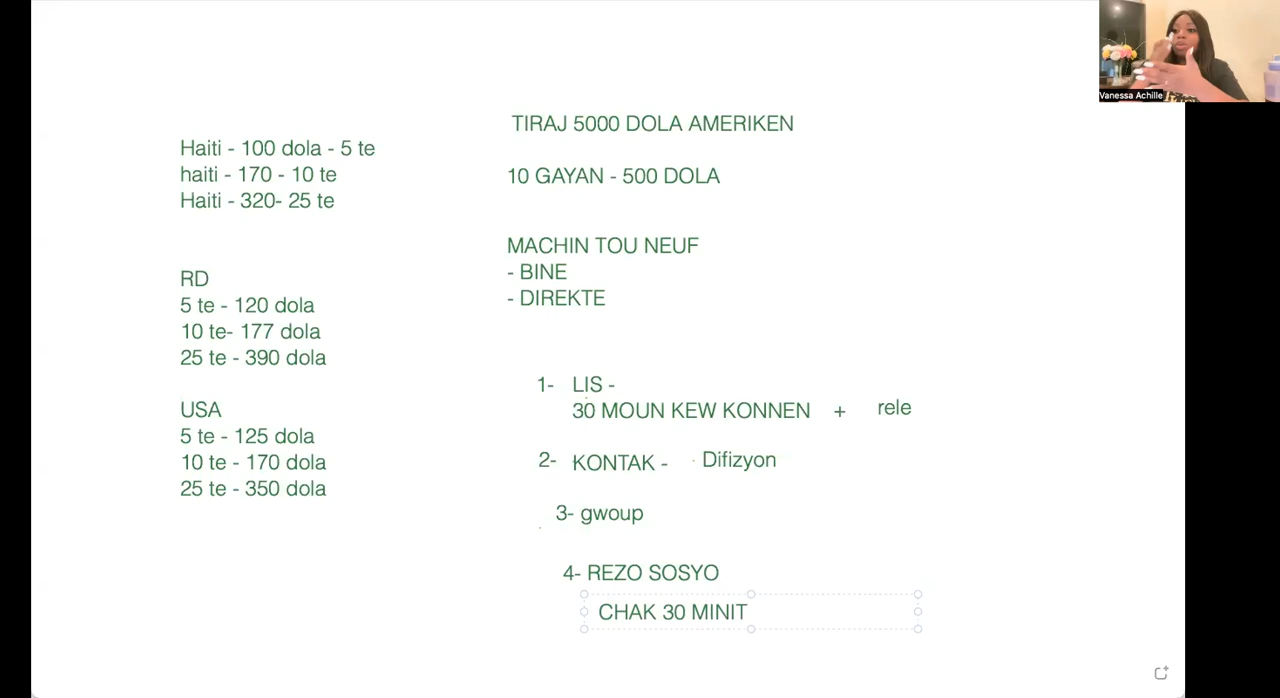 Vanessa Achille
Haiti - 100 dola - 5 te
haiti - 170 - 10 te
Haiti - 320- 25 te
RD
5 te - 120 dola
10 te- 177 dola
25 te - 390 dola
USA
5 te - 125 dola
10 te - 170 dola
25 te - 350 dola
TIRAJ 5000 DOLA AMERIKEN
10 GAYAN - 500 DOLA
MACHIN TOU NEUF
- BINE
- DIREKTE
1- LIS -
30 MOUN KEW KONNEN + rele
2- KONTAK - Difizyon
3- gwoup
4- REZO SOSYO
CHAK 30 MINIT